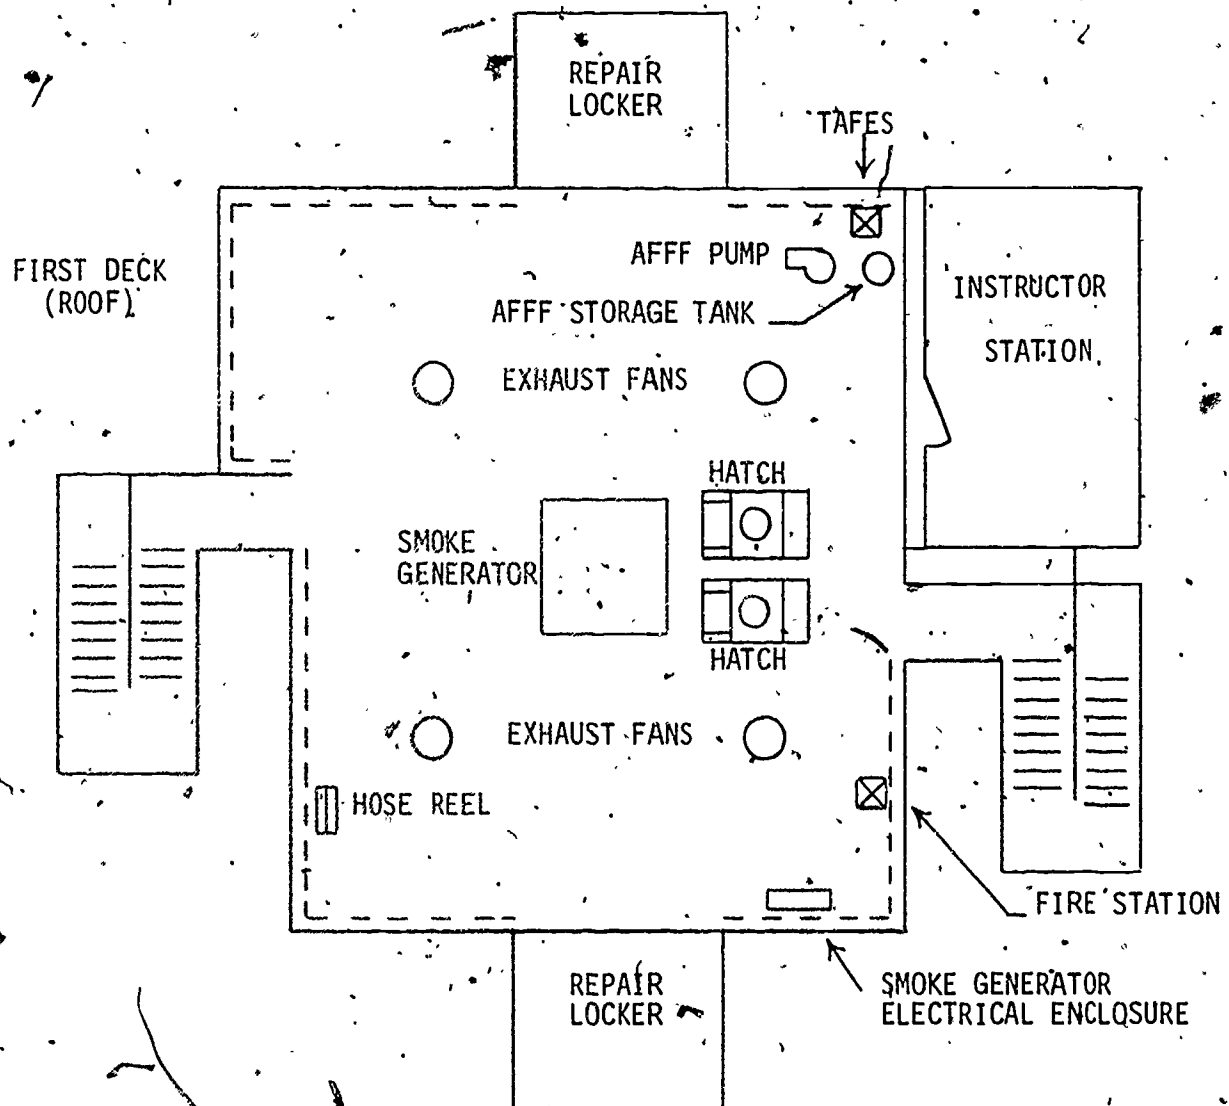 REPAIR
LOCKER
TAFES
FIRST DECK
(ROOF)
AFFF PUMP
AFFF STORAGE TANK
INSTRUCTOR
STATION
EXHAUST FANS
HATCH
SMOKE
GENERATOR
HATCH
EXHAUST FANS
HOSE REEL
FIRE STATION
REPAIR
LOCKER
SMOKE GENERATOR
ELECTRICAL ENCLOSURE